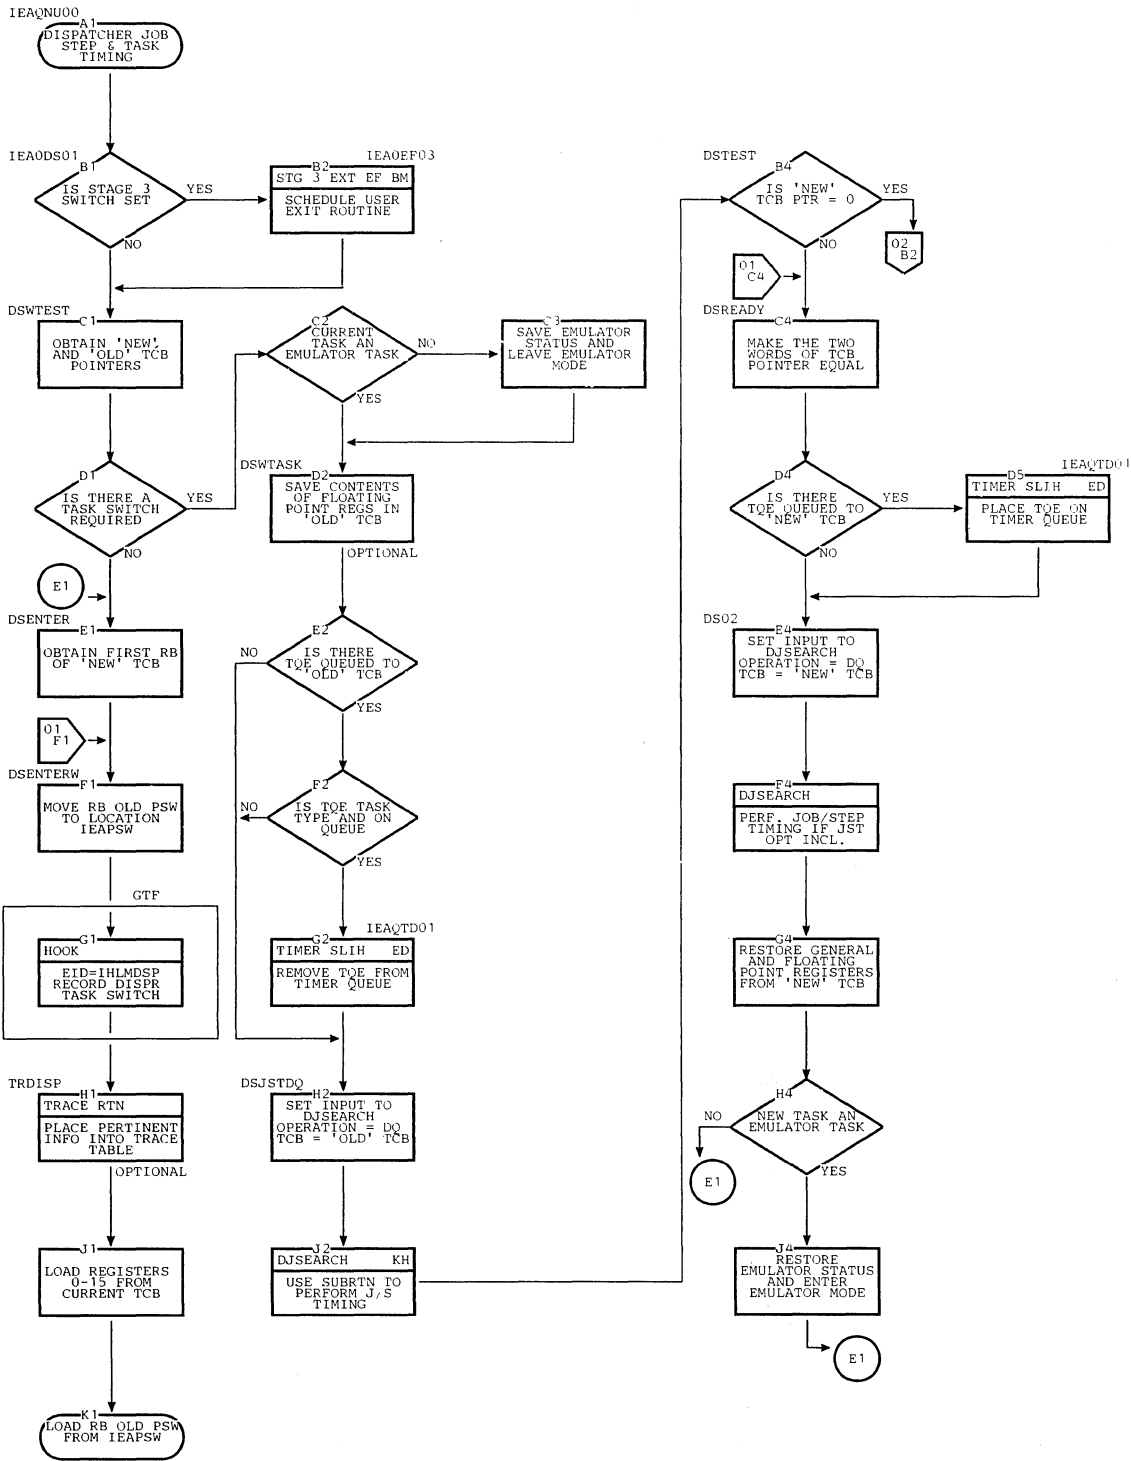 IEAQNU00
A1
DISPATCHER JOB
STEP & TASK
TIMING
IEA0DS01
B1
IS STAGE 3
SWITCH SET
YES
NO
IEA0EF03
B2
STG 3 EXT EF BM
SCHEDULE USER
EXIT ROUTINE
DSWTEST
C1
OBTAIN 'NEW'
AND 'OLD' TCB
POINTERS
D1
IS THERE A
TASK SWITCH
REQUIRED
YES
NO
E1
DSENTER
E1
OBTAIN FIRST RB
OF 'NEW' TCB
01
F1
DSENTERW
F1
MOVE RB OLD PSW
TO LOCATION
IEAPSW
GTF
G1
HOOK
EID=IHLMDSP
RECORD DISPR
TASK SWITCH
TRDISP
H1
TRACE RTN
PLACE PERTINENT
INFO INTO TRACE
TABLE
OPTIONAL
J1
LOAD REGISTERS
0-15 FROM
CURRENT TCB
K1
LOAD RB OLD PSW
FROM IEAPSW
C2
CURRENT
TASK AN
EMULATOR TASK
NO
YES
C3
SAVE EMULATOR
STATUS AND
LEAVE EMULATOR
MODE
DSWTASK
D2
SAVE CONTENTS
OF FLOATING
POINT REGS IN
'OLD' TCB
OPTIONAL
E2
IS THERE
TQE QUEUED TO
'OLD' TCB
NO
YES
F2
IS TQE TASK
TYPE AND ON
QUEUE
NO
YES
IEAQTD01
G2
TIMER SLIH ED
REMOVE TQE FROM
TIMER QUEUE
DSJSTDQ
H2
SET INPUT TO
DJSEARCH
OPERATION = DQ
TCB = 'OLD' TCB
J2
DJSEARCH KH
USE SUBRTN TO
PERFORM J/S
TIMING
DSTEST
B4
IS 'NEW'
TCB PTR = 0
YES
NO
02
B2
01
C4
DSREADY
C4
MAKE THE TWO
WORDS OF TCB
POINTER EQUAL
D4
IS THERE
TQE QUEUED TO
'NEW' TCB
YES
NO
IEAQTD01
D5
TIMER SLIH ED
PLACE TQE ON
TIMER QUEUE
DS02
E4
SET INPUT TO
DJSEARCH
OPERATION = DQ
TCB = 'NEW' TCB
F4
DJSEARCH
PERF. JOB/STEP
TIMING IF JST
OPT INCL.
G4
RESTORE GENERAL
AND FLOATING
POINT REGISTERS
FROM 'NEW' TCB
H4
NEW TASK AN
EMULATOR TASK
NO
YES
E1
J4
RESTORE
EMULATOR STATUS
AND ENTER
EMULATOR MODE
E1